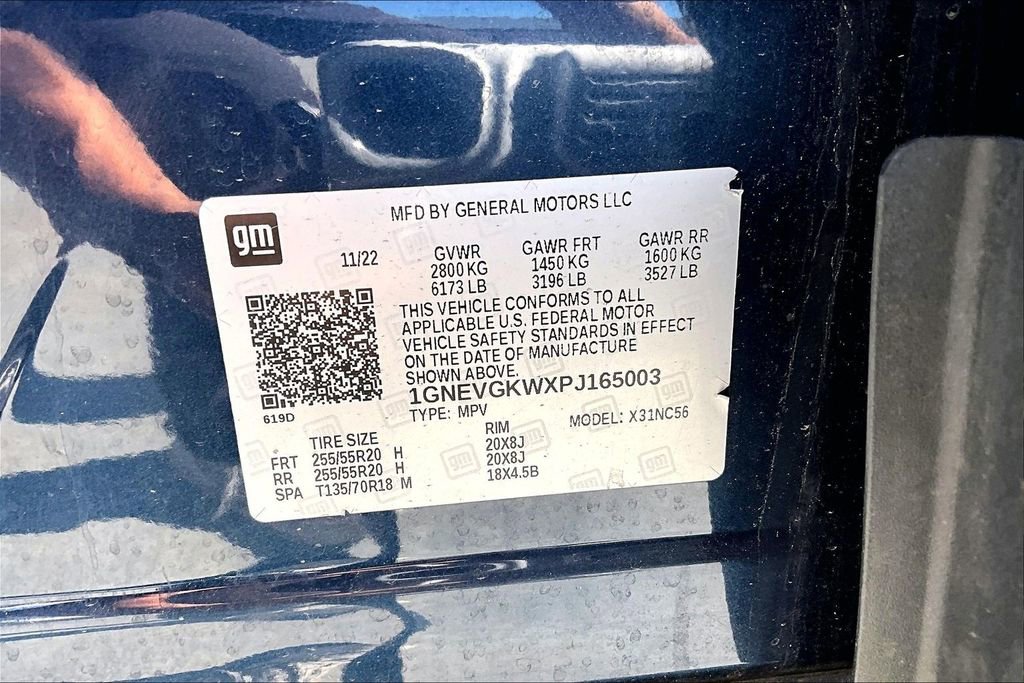 MFD BY GENERAL MOTORS LLC
gm
11/22
GVWR GAWR FRT GAWR RR
2800 KG 1450 KG 1600 KG
6173 LB 3196 LB 3527 LB
THIS VEHICLE CONFORMS TO ALL
APPLICABLE U.S. FEDERAL MOTOR
VEHICLE SAFETY STANDARDS IN EFFECT
ON THE DATE OF MANUFACTURE
SHOWN ABOVE.
1GNEVGKWXPJ165003
619D
TYPE: MPV MODEL: X31NC56
TIRE SIZE RIM
FRT 255/55R20 H 20X8J
RR 255/55R20 H 20X8J
SPA T135/70R18 M 18X4.5B